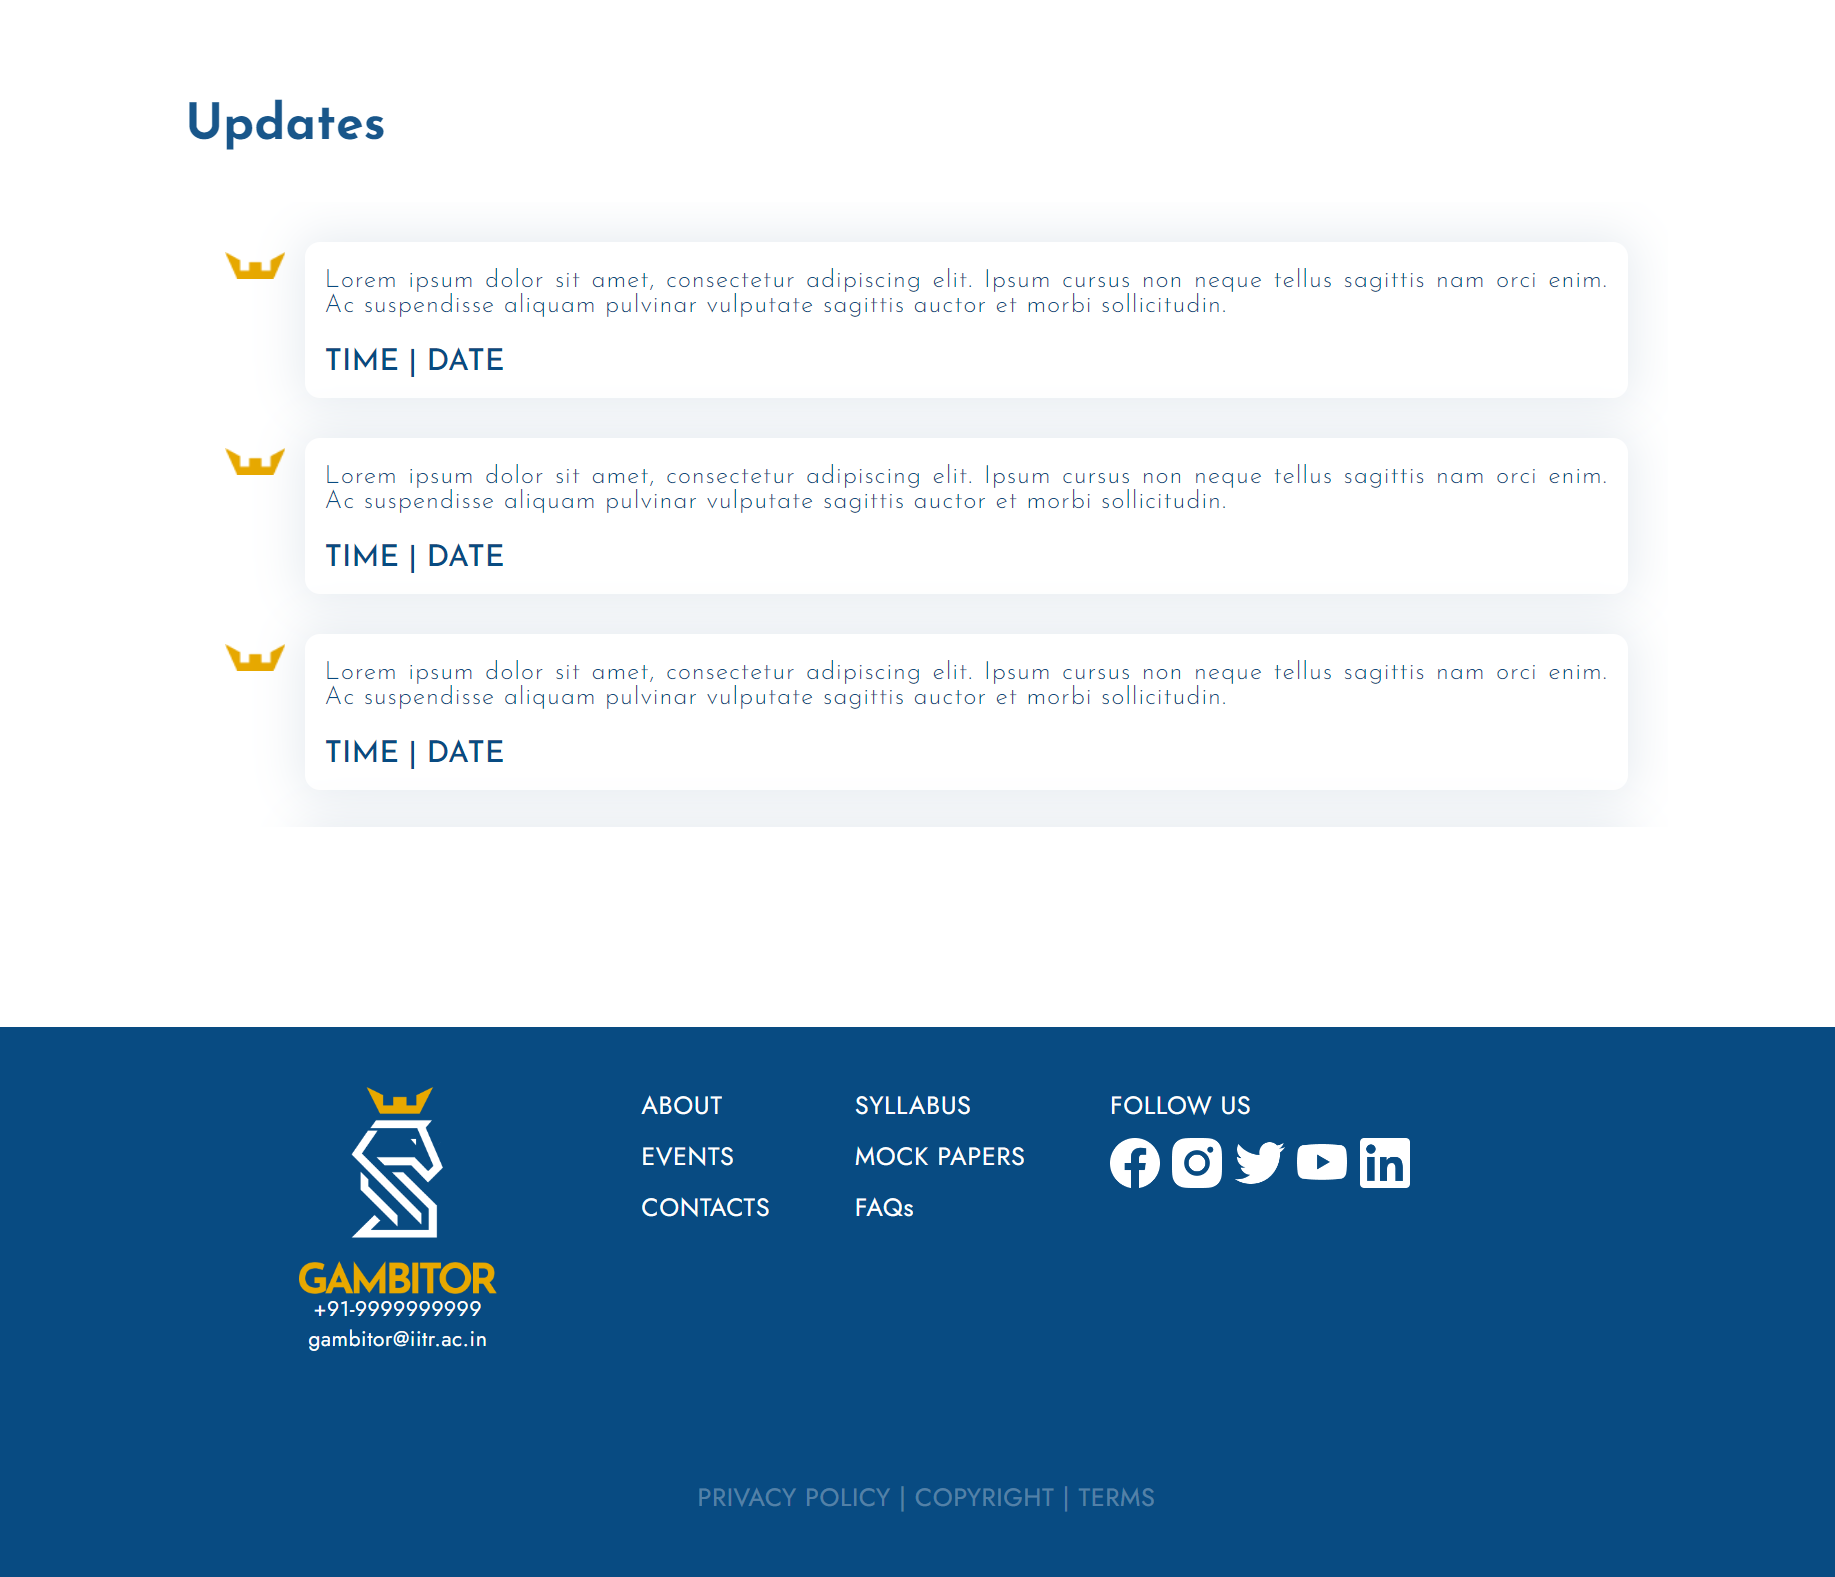 Updates
Lorem ipsum dolor sit amet, consectetur adipiscing elit. Ipsum cursus non neque tellus sagittis nam orci enim.
Ac suspendisse aliquam pulvinar vulputate sagittis auctor et morbi sollicitudin.
TIME | DATE
Lorem ipsum dolor sit amet, consectetur adipiscing elit. Ipsum cursus non neque tellus sagittis nam orci enim.
Ac suspendisse aliquam pulvinar vulputate sagittis auctor et morbi sollicitudin.
TIME | DATE
Lorem ipsum dolor sit amet, consectetur adipiscing elit. Ipsum cursus non neque tellus sagittis nam orci enim.
Ac suspendisse aliquam pulvinar vulputate sagittis auctor et morbi sollicitudin.
TIME | DATE
GAMBITOR
+91-9999999999
gambitor@iitr.ac.in
ABOUT
EVENTS
CONTACTS
SYLLABUS
MOCK PAPERS
FAQs
FOLLOW US
PRIVACY POLICY | COPYRIGHT | TERMS